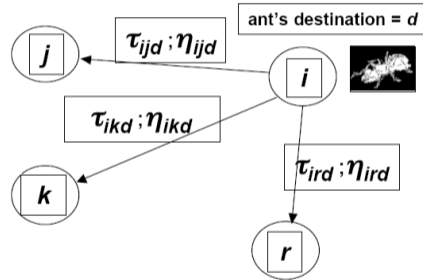 ant's destination = d
τijd ; ηijd
j
i
τikd ; ηikd
τird ; ηird
k
r